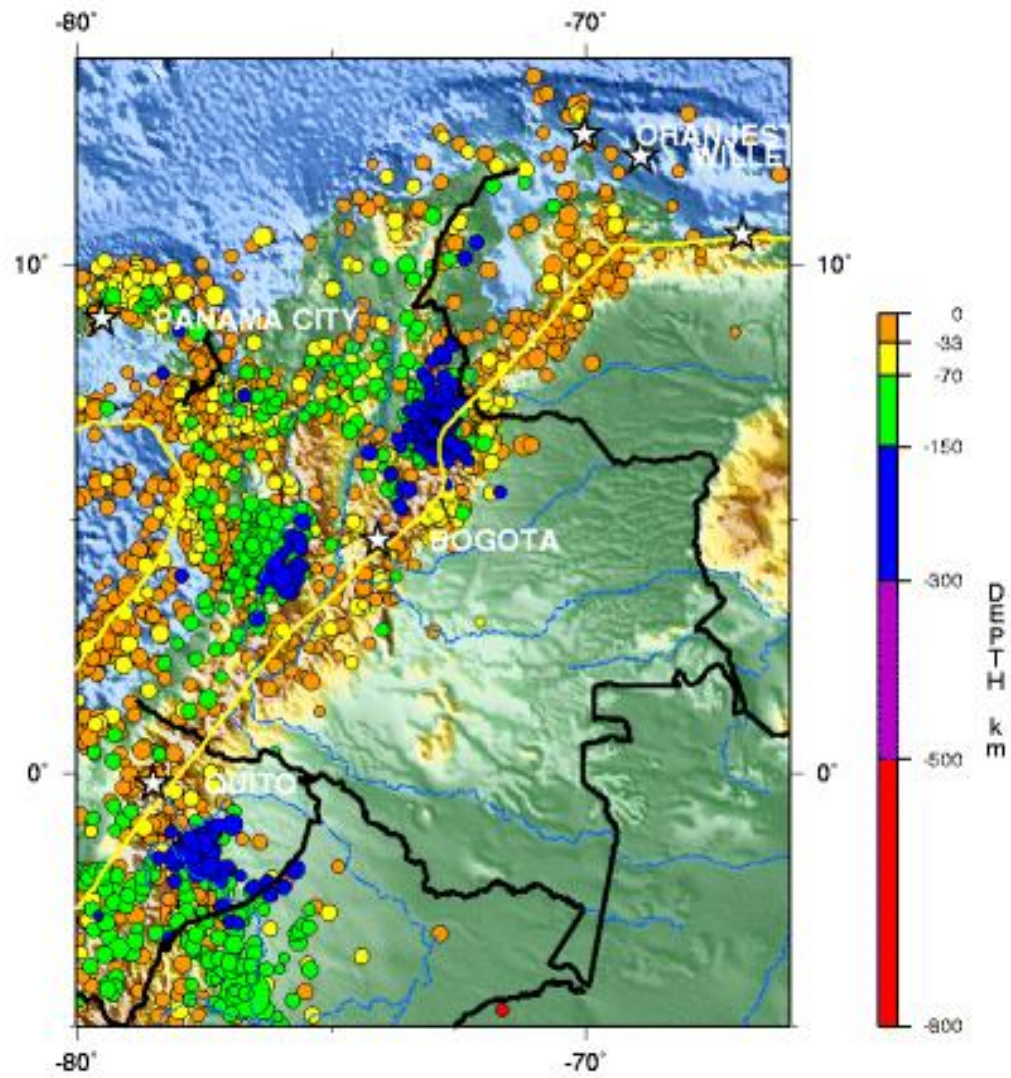 -80°
-70°
ORANJEST
WILLE
10°
10°
PANAMA CITY
0
-33
-70
-150
BOGOTA
-300
DEPTH km
0°
0°
QUITO
-500
-800
-80°
-70°